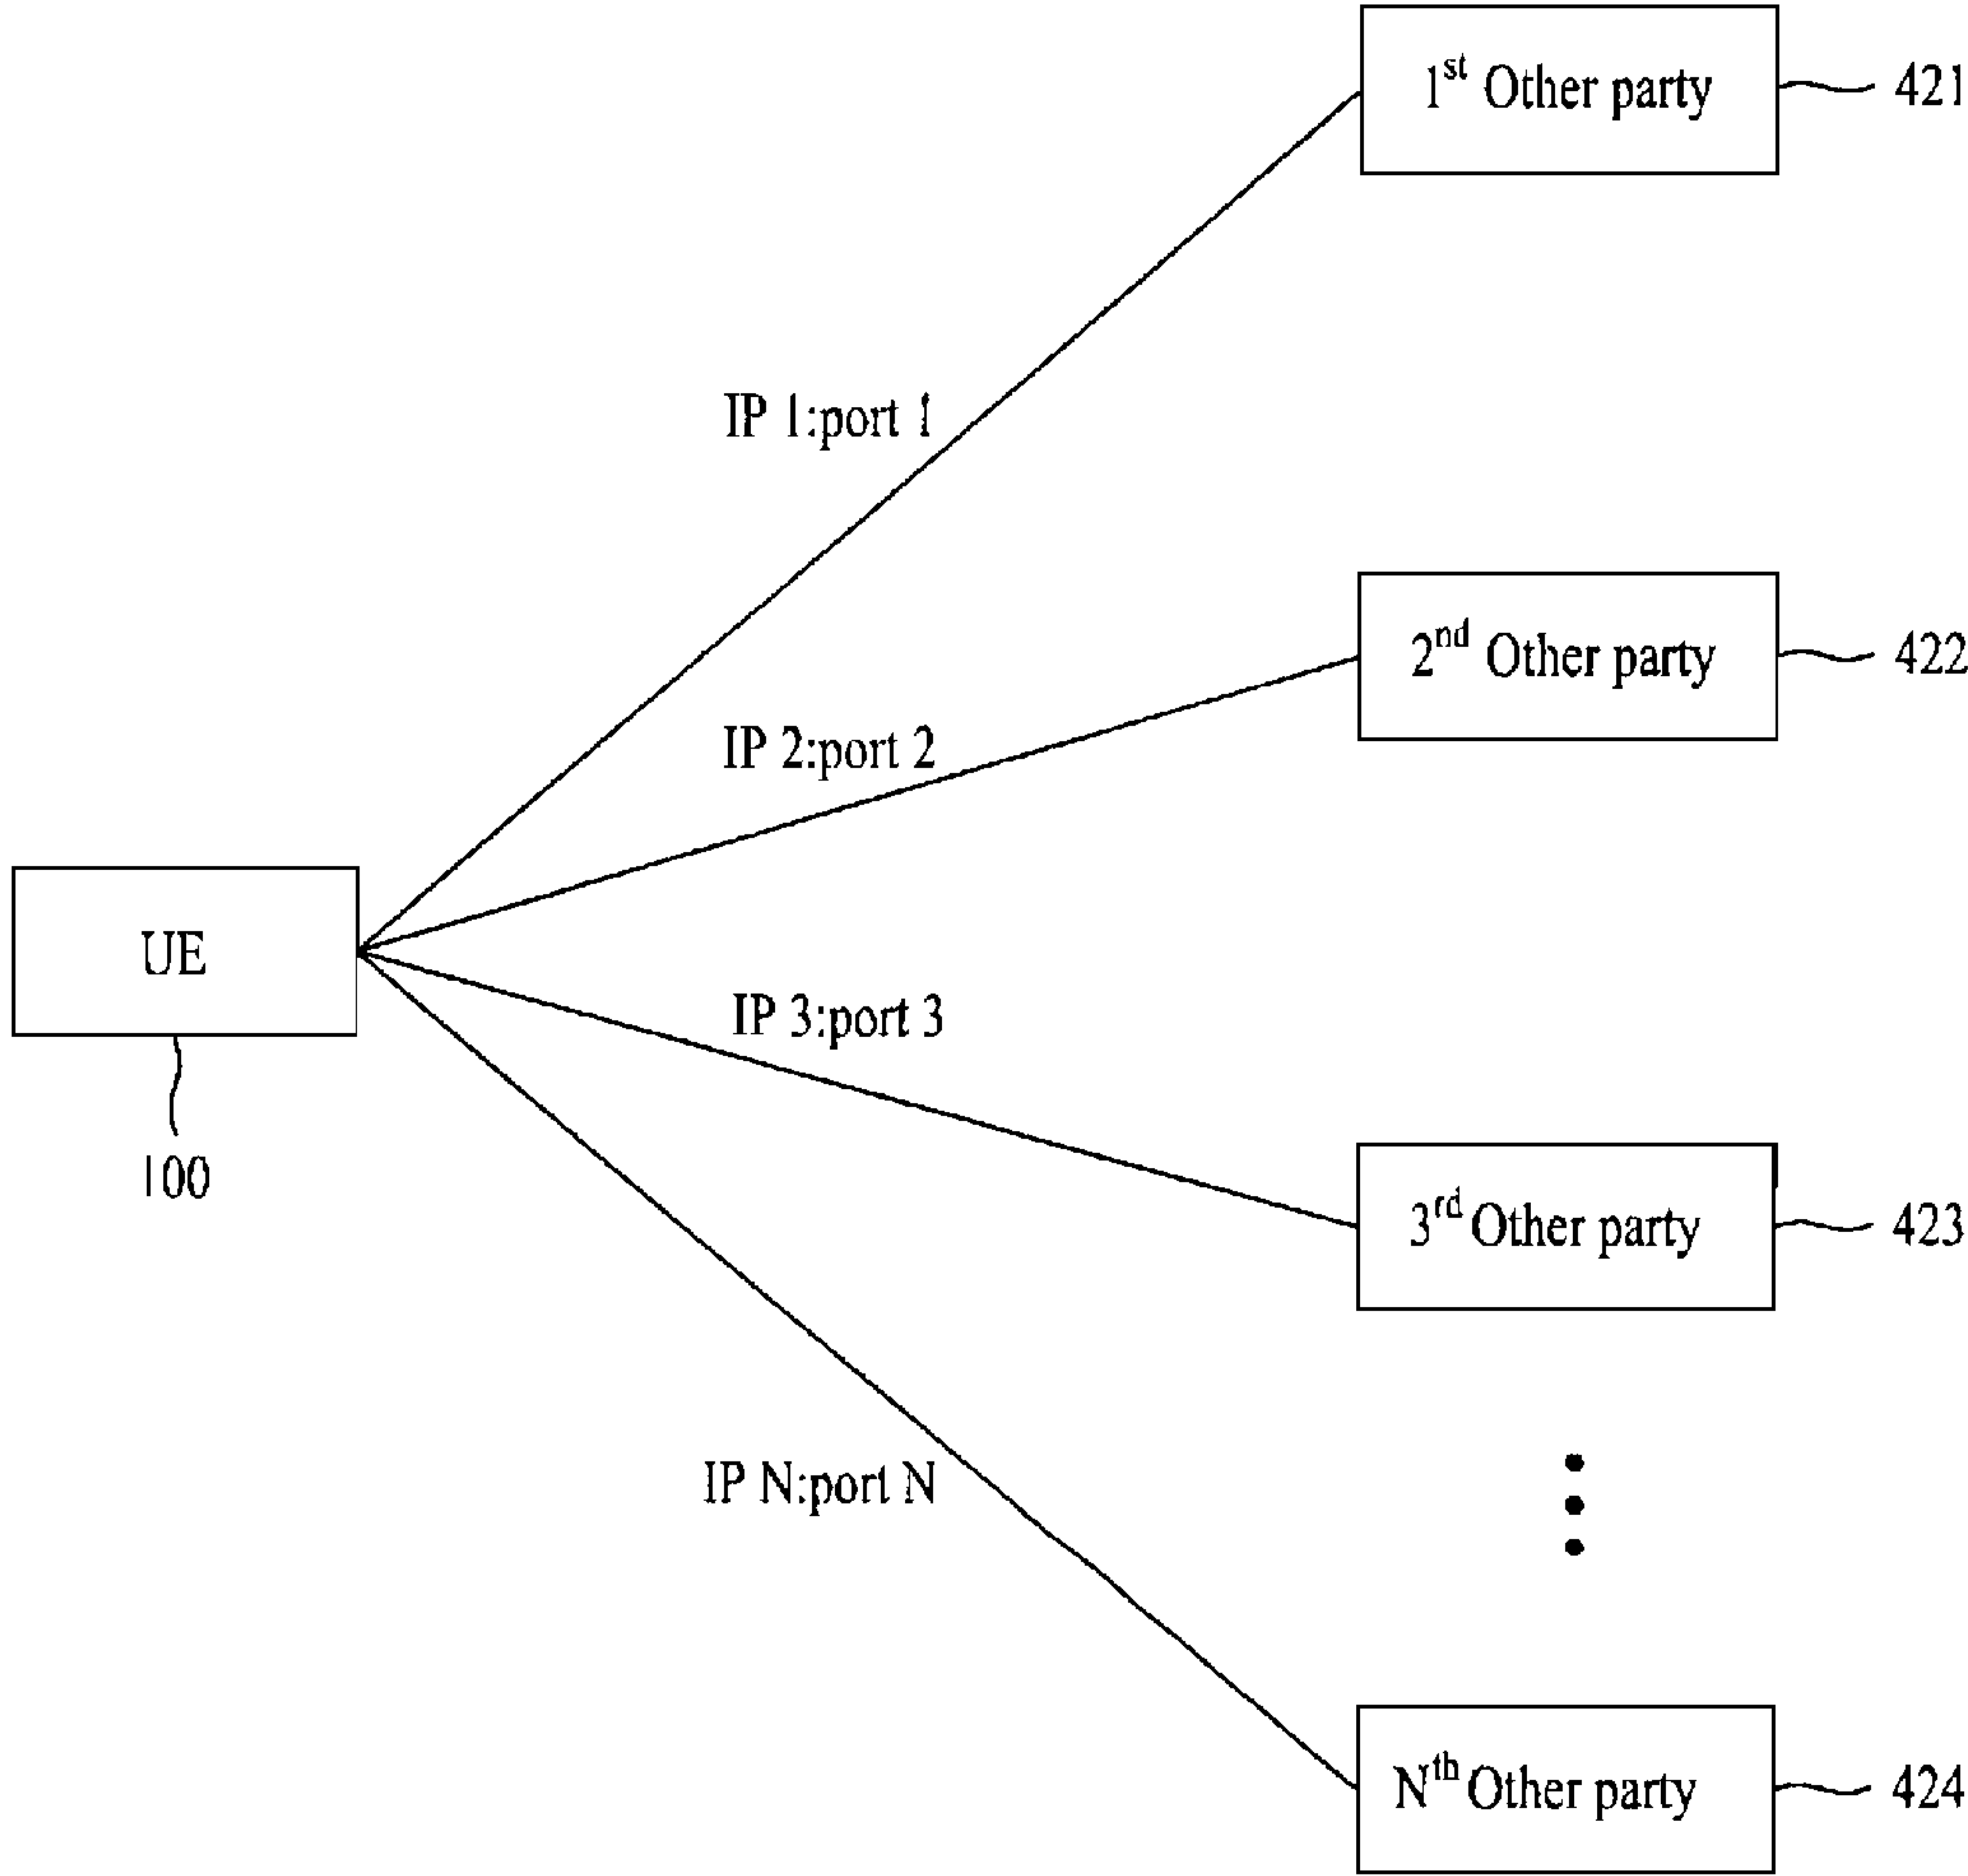 1st Other party
421
IP 1:port 1
2nd Other party
422
IP 2:port 2
UE
IP 3:port 3
100
3rd Other party
423
IP N:port N
Nth Other party
424